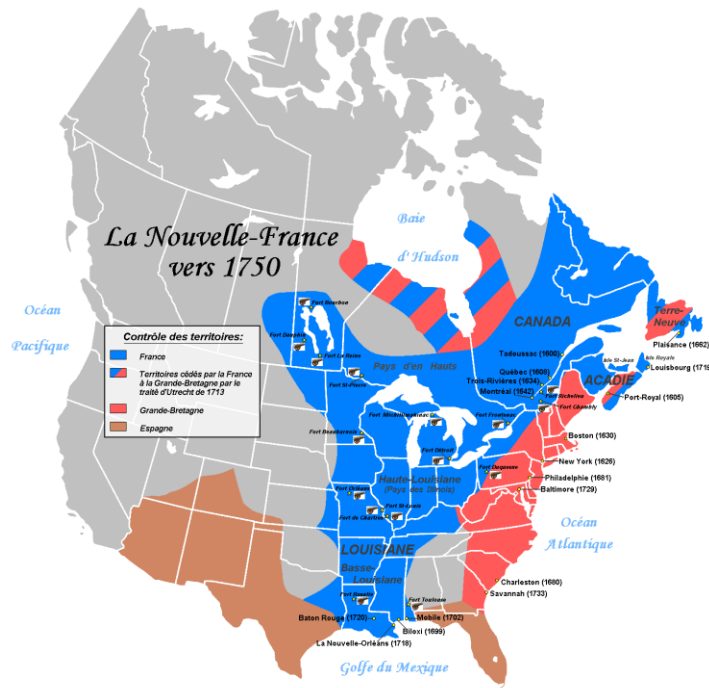 La Nouvelle-France
vers 1750
Baie
d'Hudson
Océan
Pacifique
Contrôle des territoires:
France
Territoires cédés par la France
à la Grande-Bretagne par le
traité d'Utrecht de 1713
Grande-Bretagne
Espagne
Fort Bourbon
Fort Dauphin
Fort La Reine
Fort St-Pierre
Pays d'en Hauts
CANADA
Terre-
Neuve
Plaisance (1662)
Tadoussac (1600)
Isle St-Jean
Isle Royale
Louisbourg (1719
Québec (1608)
Trois-Rivières (1634)
Montréal (1642)
Fort Richelieu
Fort Chambly
ACADIE
Port-Royal (1605)
Fort Michilimakinac
Fort Frontenac
Fort Beauharnois
Fort Détroit
Boston (1630)
New York (1626)
Fort Duquesne
Philadelphie (1681)
Baltimore (1729)
Haute-Louisiane
(Pays des Illinois)
Fort Orléans
Fort St-Louis
Fort de Chartres
Océan
Atlantique
LOUISIANE
Basse-
Louisiane
Charleston (1680)
Savannah (1733)
Fort Rosalie
Fort Toulouse
Baton Rouge (1720)
Mobile (1702)
Biloxi (1699)
La Nouvelle-Orléans (1718)
Golfe du Mexique